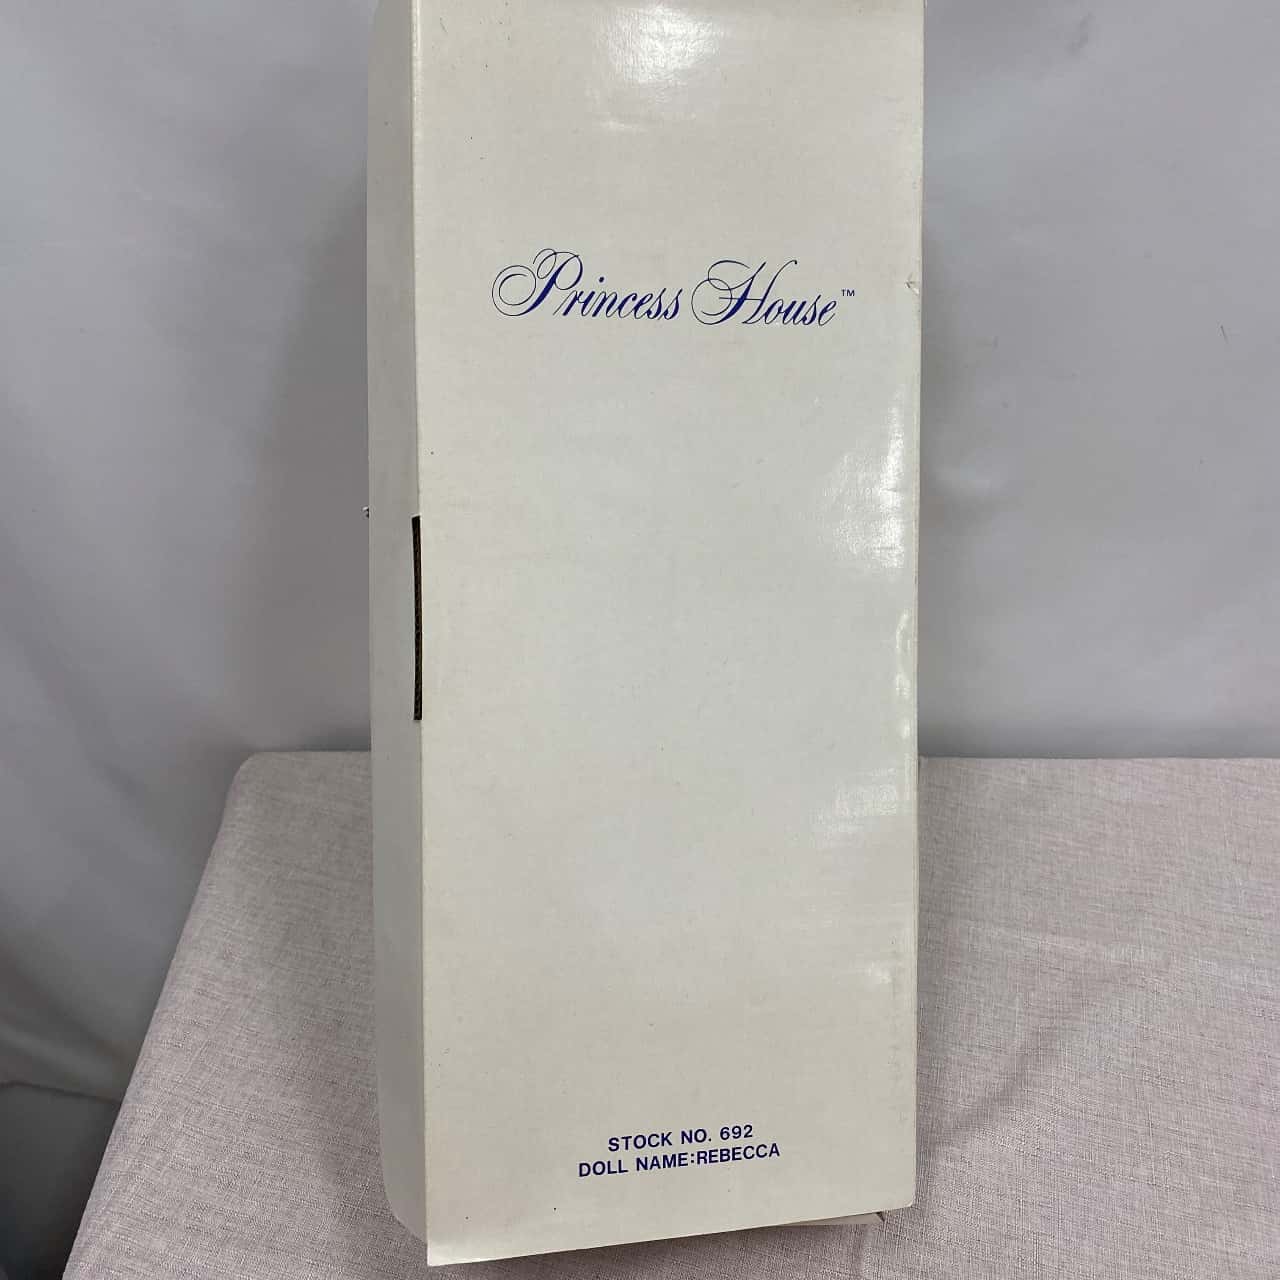 Princess House™
STOCK NO. 692
DOLL NAME:REBECCA